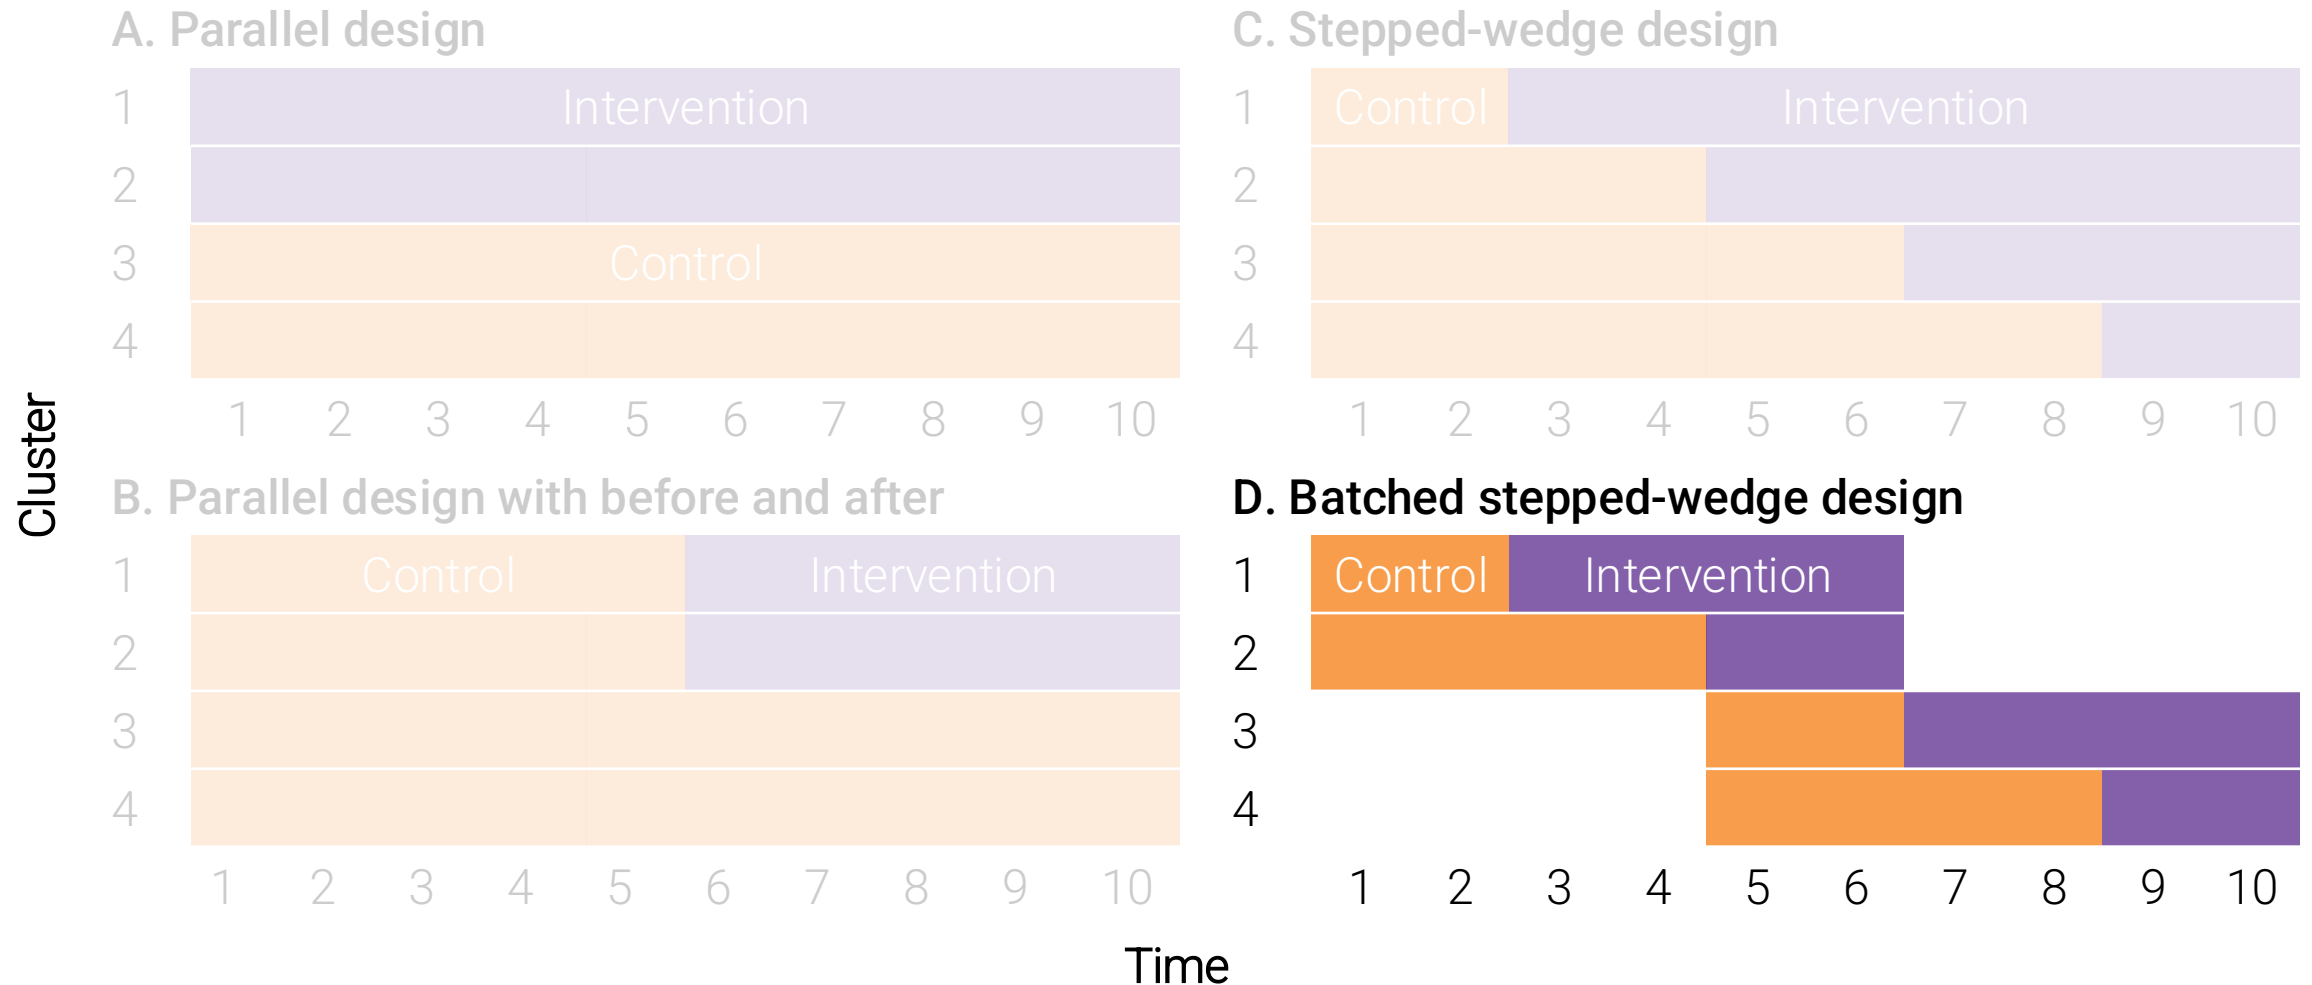 Cluster
A. Parallel design
1 Intervention
2
3 Control
4
1 2 3 4 5 6 7 8 9 10
B. Parallel design with before and after
1 Control Intervention
2
3
4
1 2 3 4 5 6 7 8 9 10
C. Stepped-wedge design
1 Control Intervention
2
3
4
1 2 3 4 5 6 7 8 9 10
D. Batched stepped-wedge design
1 Control Intervention
2
3
4
1 2 3 4 5 6 7 8 9 10
Time